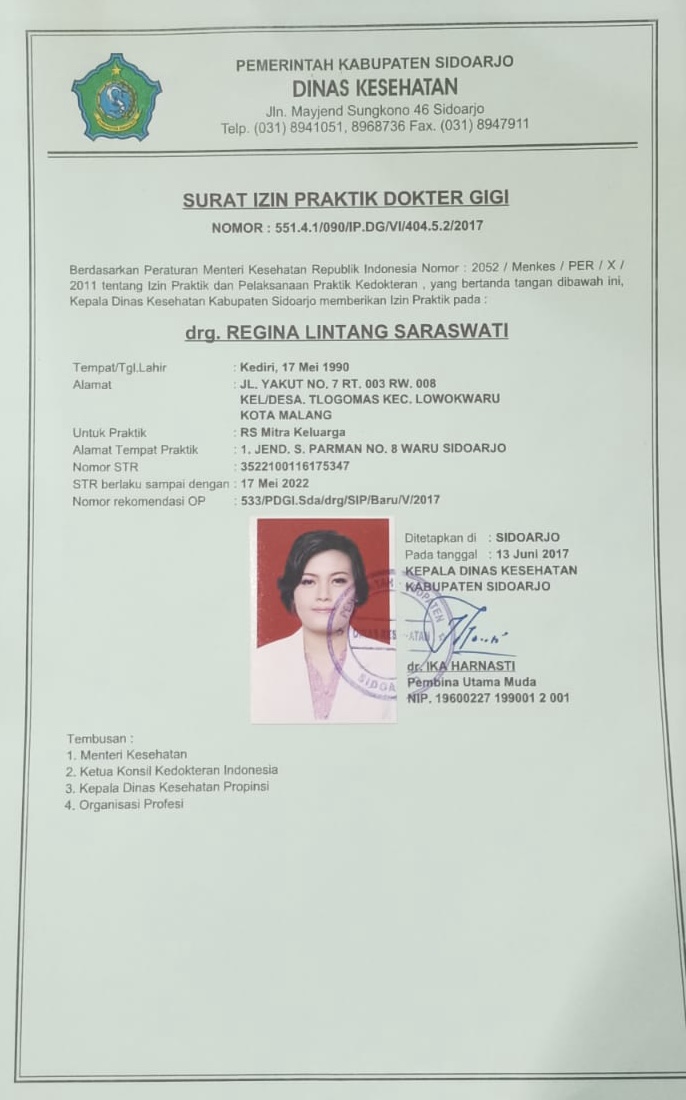 PEMERINTAH KABUPATEN SIDOARJO
DINAS KESEHATAN
Jln. Mayjend Sungkono 46 Sidoarjo
Telp. (031) 8941051, 8968736 Fax. (031) 8947911
SURAT IZIN PRAKTIK DOKTER GIGI
NOMOR : 551.4.1/090/IP.DG/VI/404.5.2/2017
Berdasarkan Peraturan Menteri Kesehatan Republik Indonesia Nomor : 2052 / Menkes / PER / X /
2011 tentang Izin Praktik dan Pelaksanaan Praktik Kedokteran , yang bertanda tangan dibawah ini,
Kepala Dinas Kesehatan Kabupaten Sidoarjo memberikan Izin Praktik pada :
drg. REGINA LINTANG SARASWATI
Tempat/Tgl.Lahir : Kediri, 17 Mei 1990
Alamat : JL. YAKUT NO. 7 RT. 003 RW. 008
KEL/DESA. TLOGOMAS KEC. LOWOKWARU
KOTA MALANG
Untuk Praktik : RS Mitra Keluarga
Alamat Tempat Praktik : 1. JEND. S. PARMAN NO. 8 WARU SIDOARJO
Nomor STR : 3522100116175347
STR berlaku sampai dengan : 17 Mei 2022
Nomor rekomendasi OP : 533/PDGI.Sda/drg/SIP/Baru/V/2017
Ditetapkan di : SIDOARJO
Pada tanggal : 13 Juni 2017
KEPALA DINAS KESEHATAN
KABUPATEN SIDOARJO
dr. IKA HARNASTI
Pembina Utama Muda
NIP. 19600227 199001 2 001
Tembusan :
1. Menteri Kesehatan
2. Ketua Konsil Kedokteran Indonesia
3. Kepala Dinas Kesehatan Propinsi
4. Organisasi Profesi